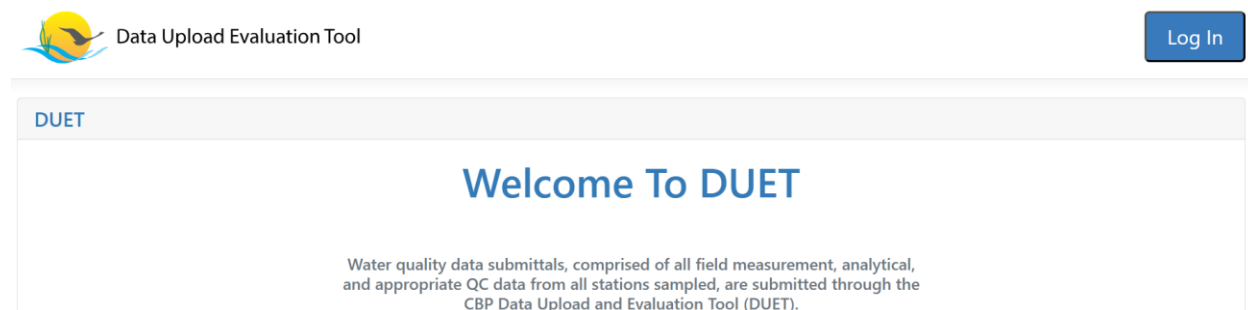 Data Upload Evaluation Tool
Log In
DUET
Welcome To DUET
Water quality data submittals, comprised of all field measurement, analytical,
and appropriate QC data from all stations sampled, are submitted through the
CBP Data Upload and Evaluation Tool (DUET).